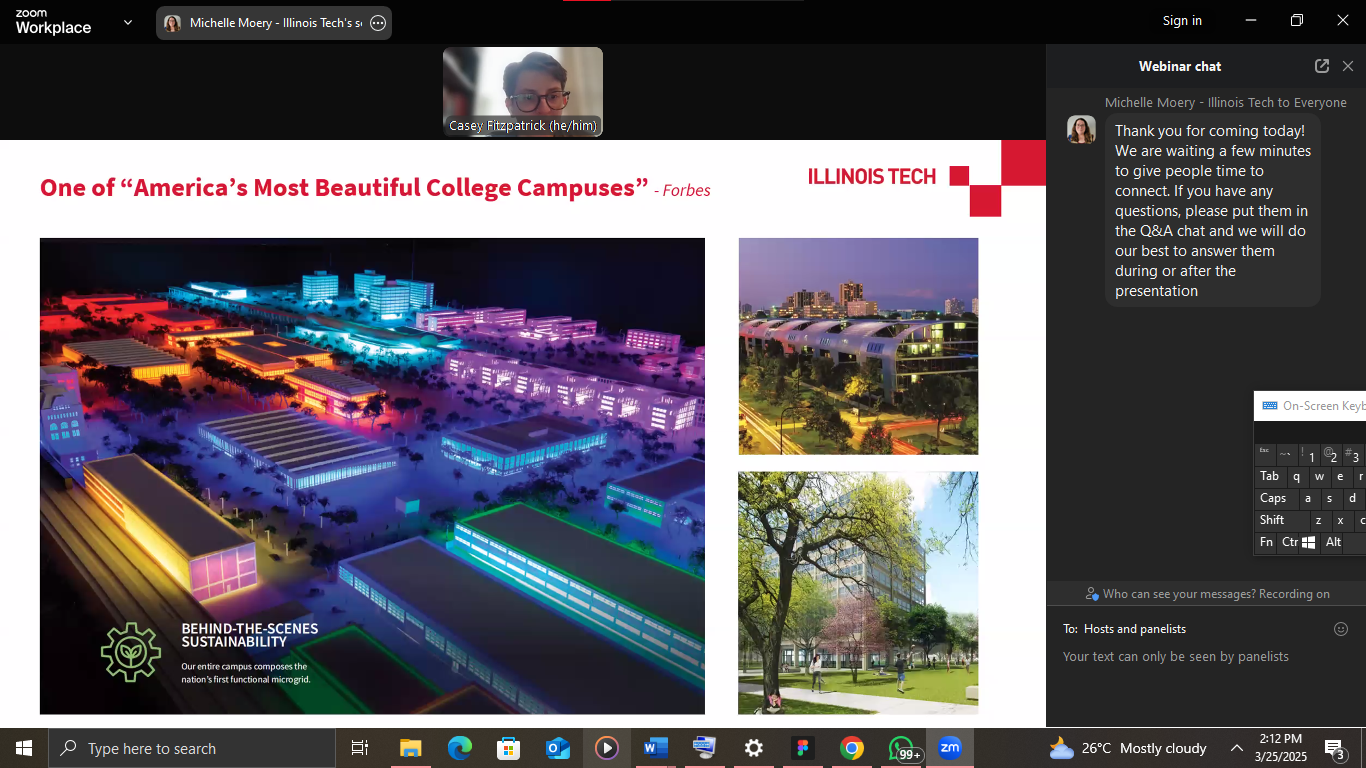 zoom
Workplace
Michelle Moery - Illinois Tech's s
Sign in
Casey Fitzpatrick (he/him)
Webinar chat
Michelle Moery - Illinois Tech to Everyone
Thank you for coming today!
We are waiting a few minutes
to give people time to
connect. If you have any
questions, please put them in
the Q&A chat and we will do
our best to answer them
during or after the
presentation
One of “America’s Most Beautiful College Campuses” - Forbes
ILLINOIS TECH
BEHIND-THE-SCENES
SUSTAINABILITY
Our entire campus composes the
nation's first functional microgrid.
On-Screen Keyb
Esc ~ ` ! 1 @ 2 # 3
Tab q w e r
Caps a s d
Shift z x c
Fn Ctr Alt
Who can see your messages? Recording on
To: Hosts and panelists
Your text can only be seen by panelists
Type here to search
99+
zm
26°C Mostly cloudy
2:12 PM
3/25/2025
3